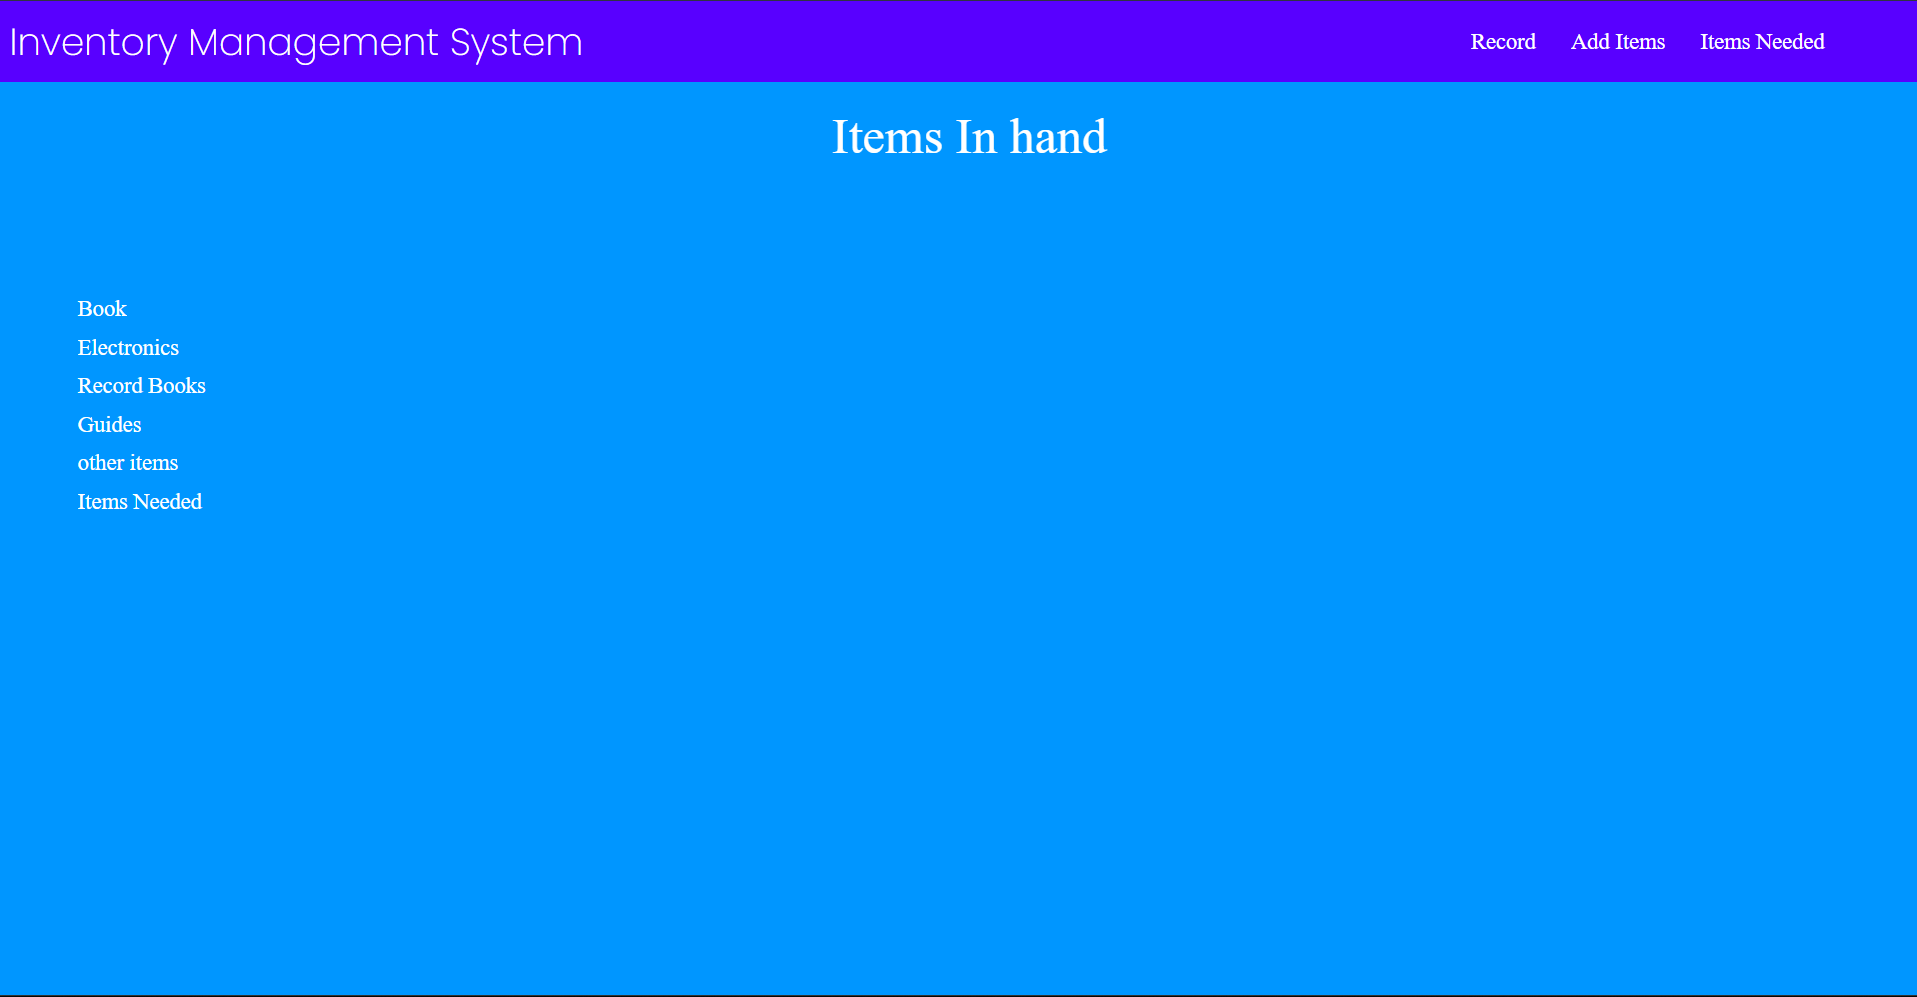 Inventory Management System
Record Add Items Items Needed
Items In hand
Book
Electronics
Record Books
Guides
other items
Items Needed